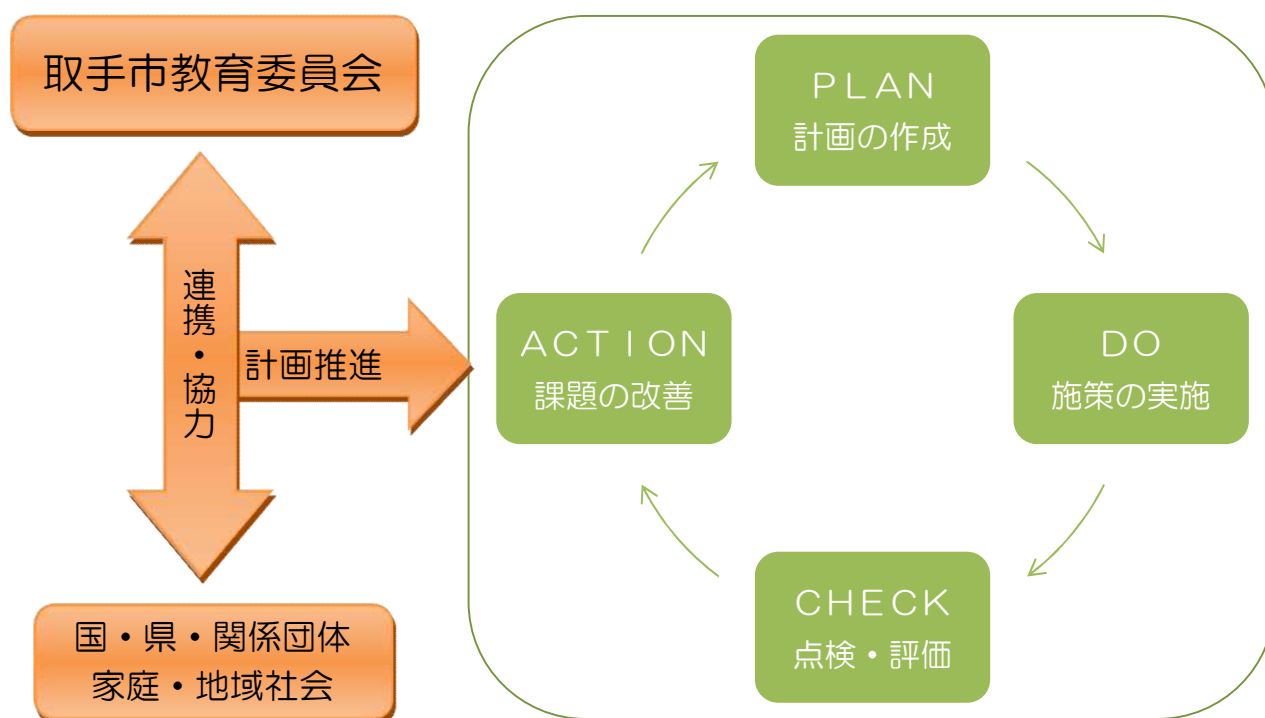 取手市教育委員会
連携・協力
計画推進
国・県・関係団体
家庭・地域社会
ＰＬＡＮ
計画の作成
ＤＯ
施策の実施
ＣＨＥＣＫ
点検・評価
ＡＣＴＩＯＮ
課題の改善